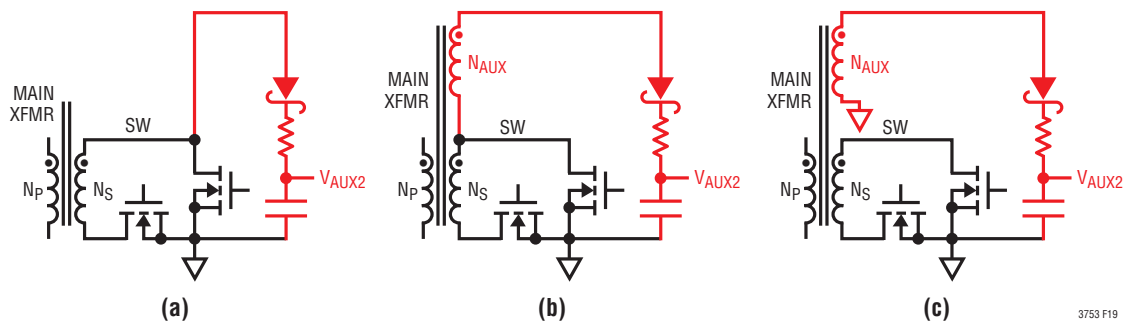 MAIN
XFMR
SW
NP
NS
VAUX2
(a)
MAIN
XFMR
NAUX
SW
NP
NS
VAUX2
(b)
MAIN
XFMR
NAUX
SW
NP
NS
VAUX2
(c)
3753 F19